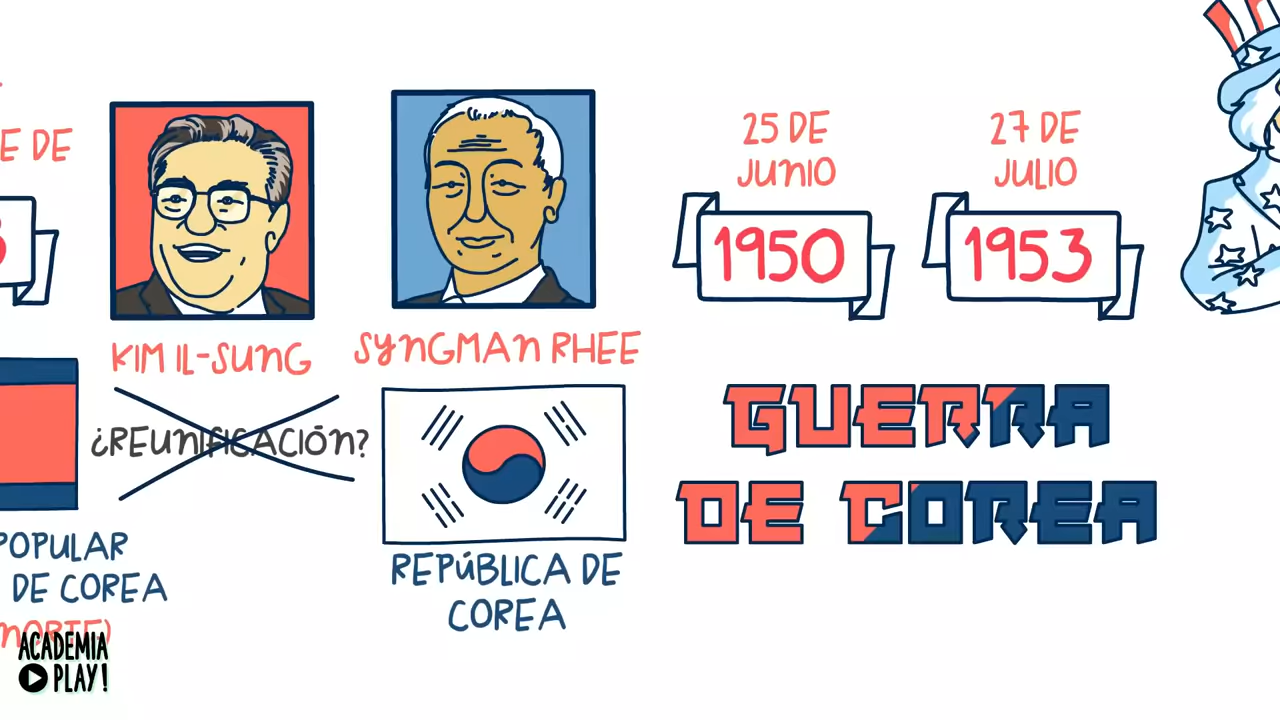 E DE
KIM IL-SUNG
¿REUNIFICACIÓN?
POPULAR
DE COREA
SYNGMAN RHEE
REPÚBLICA DE
COREA
25 DE
JUNIO
1950
27 DE
JULIO
1953
GUERRA
DE COREA
ACADEMIA
PLAY!